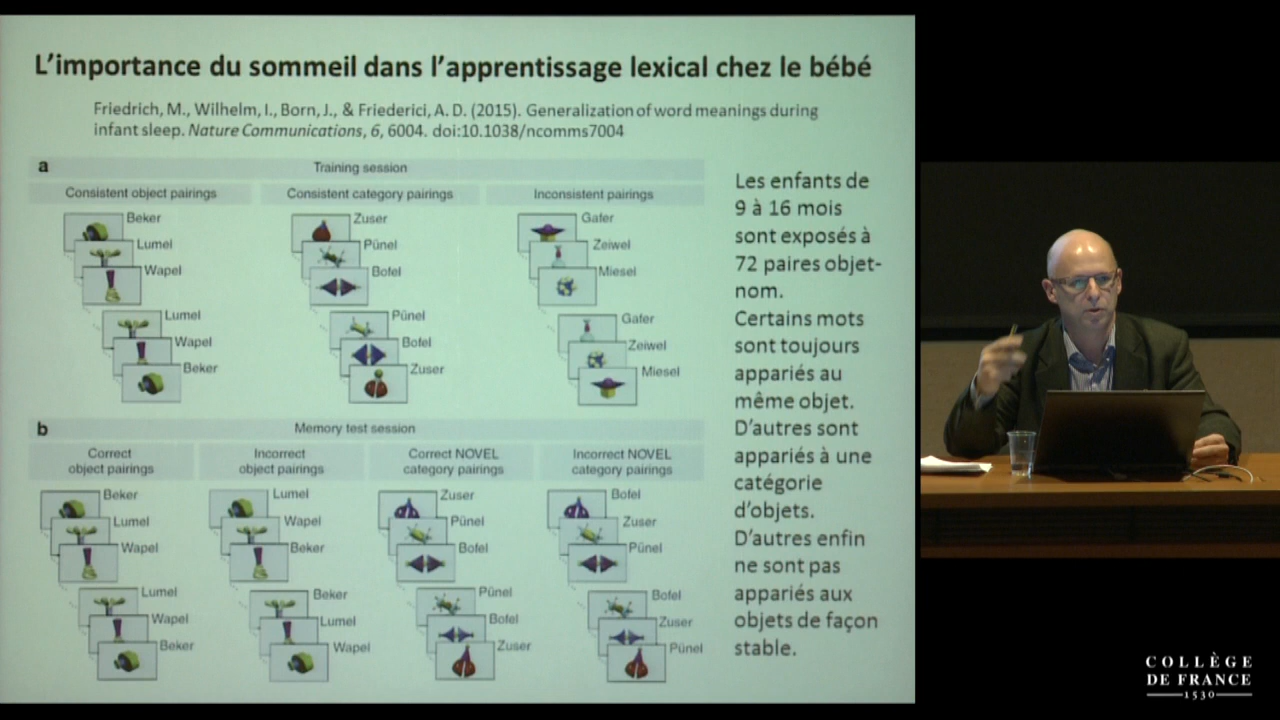 L'importance du sommeil dans l'apprentissage lexical chez le bébé
Friedrich, M., Wilhelm, I., Born, J., & Friederici, A. D. (2015). Generalization of word meanings during
infant sleep. Nature Communications, 6, 6004. doi:10.1038/ncomms7004
a
Training session
Consistent object pairings
Consistent category pairings
Inconsistent pairings
Beker
Lumel
Wapel
Lumel
Wapel
Beker
Zuser
Pünel
Bofel
Pünel
Bofel
Zuser
Gafer
Zeiwel
Miesel
Gafer
Zeiwel
Miesel
b
Memory test session
Correct
object pairings
Incorrect
object pairings
Correct NOVEL
category pairings
Incorrect NOVEL
category pairings
Beker
Lumel
Wapel
Lumel
Wapel
Beker
Lumel
Wapel
Beker
Beker
Lumel
Wapel
Zuser
Pünel
Bofel
Pünel
Bofel
Zuser
Bofel
Zuser
Pünel
Bofel
Zuser
Pünel
Les enfants de
9 à 16 mois
sont exposés à
72 paires objet-
nom.
Certains mots
sont toujours
appariés au
même objet.
D'autres sont
appariés à une
catégorie
d'objets.
D'autres enfin
ne sont pas
appariés aux
objets de façon
stable.
COLLÈGE
DE FRANCE
1530